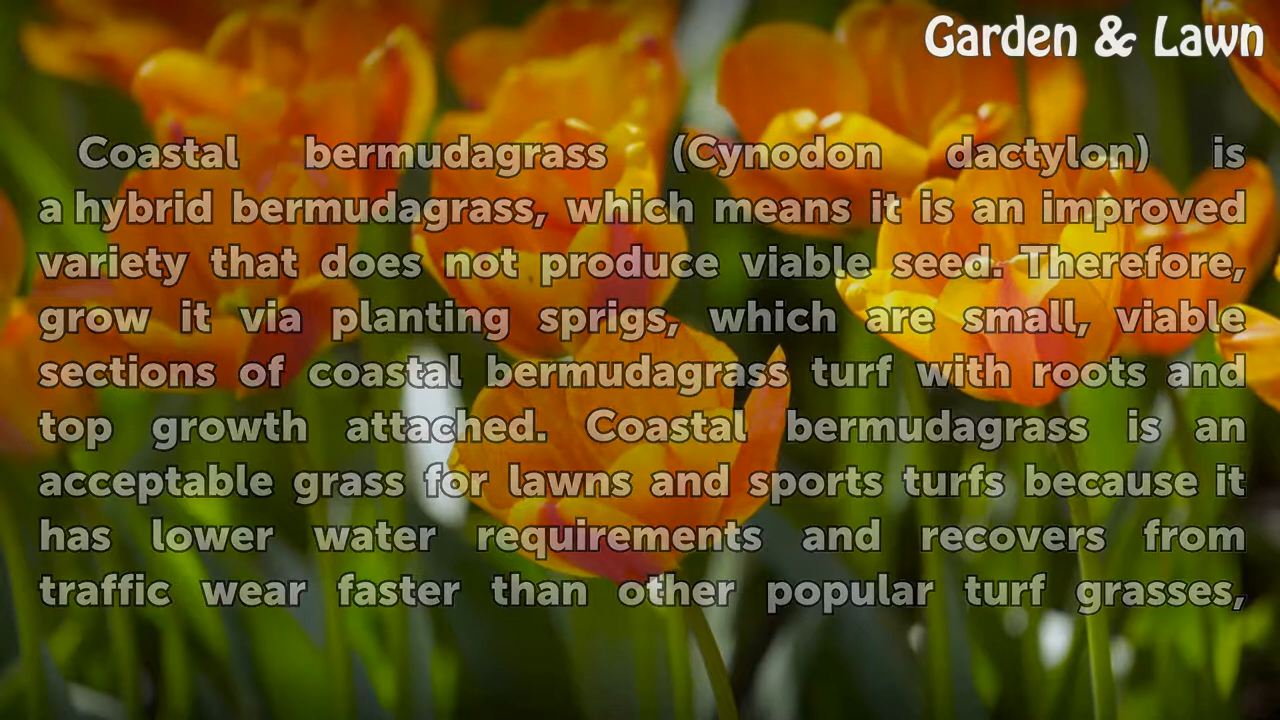 Garden & Lawn
Coastal bermudagrass (Cynodon dactylon) is
a hybrid bermudagrass, which means it is an improved
variety that does not produce viable seed. Therefore,
grow it via planting sprigs, which are small, viable
sections of coastal bermudagrass turf with roots and
top growth attached. Coastal bermudagrass is an
acceptable grass for lawns and sports turfs because it
has lower water requirements and recovers from
traffic wear faster than other popular turf grasses,